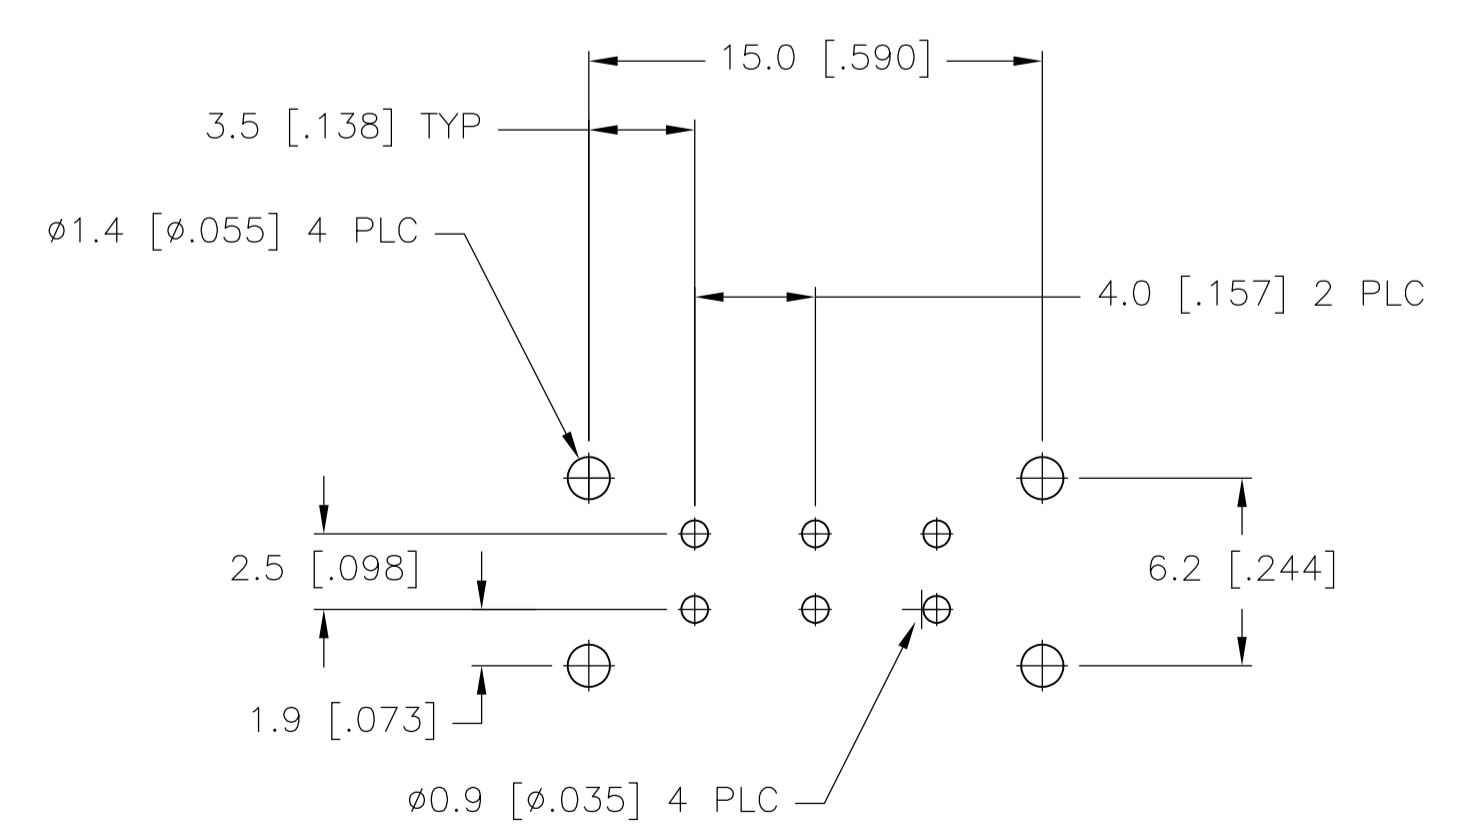 15.0 [.590]
3.5 [.138] TYP
ø1.4 [ø.055] 4 PLC
4.0 [.157] 2 PLC
2.5 [.098]
6.2 [.244]
1.9 [.073]
ø0.9 [ø.035] 4 PLC